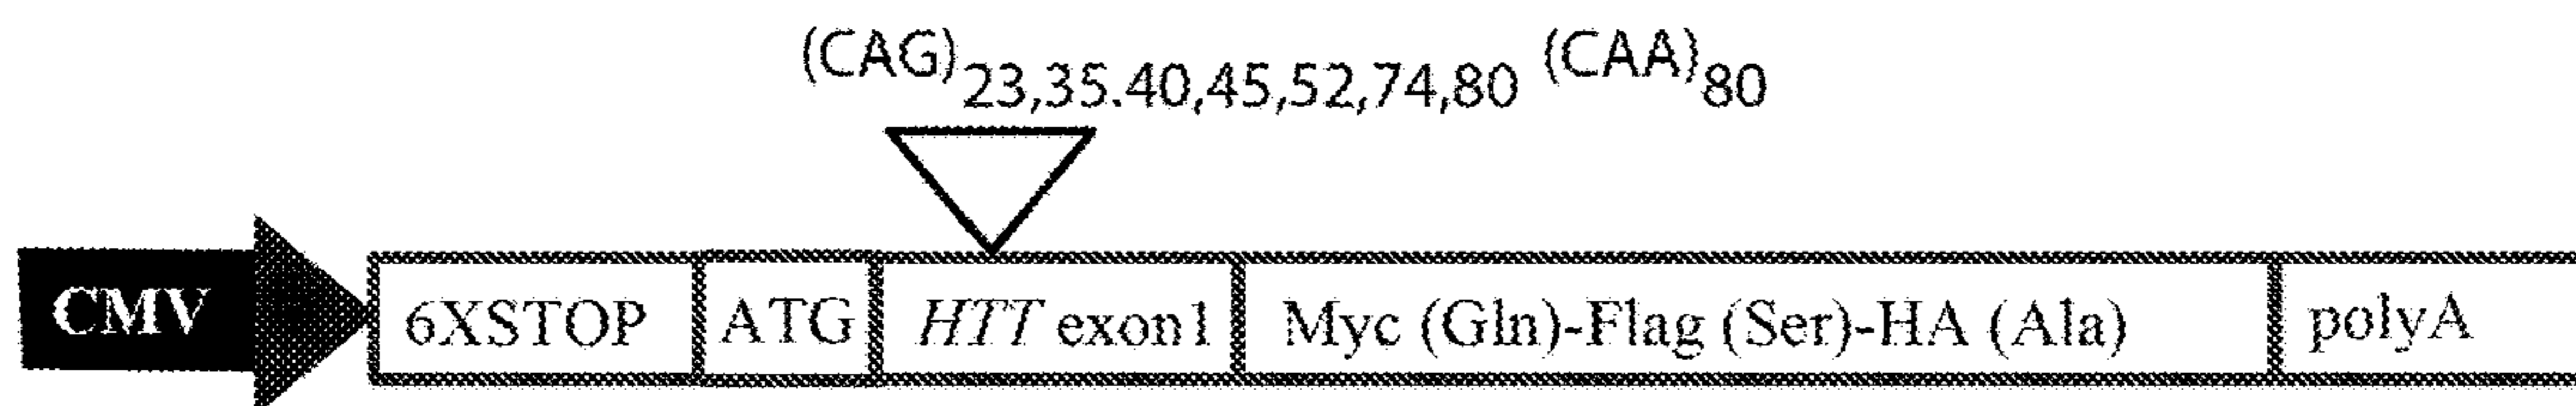 (CAG)23,35.40,45,52,74,80 (CAA)80
CMV 6XSTOP ATG HTT exon1 Myc (Gln)-Flag (Ser)-HA (Ala) polyA